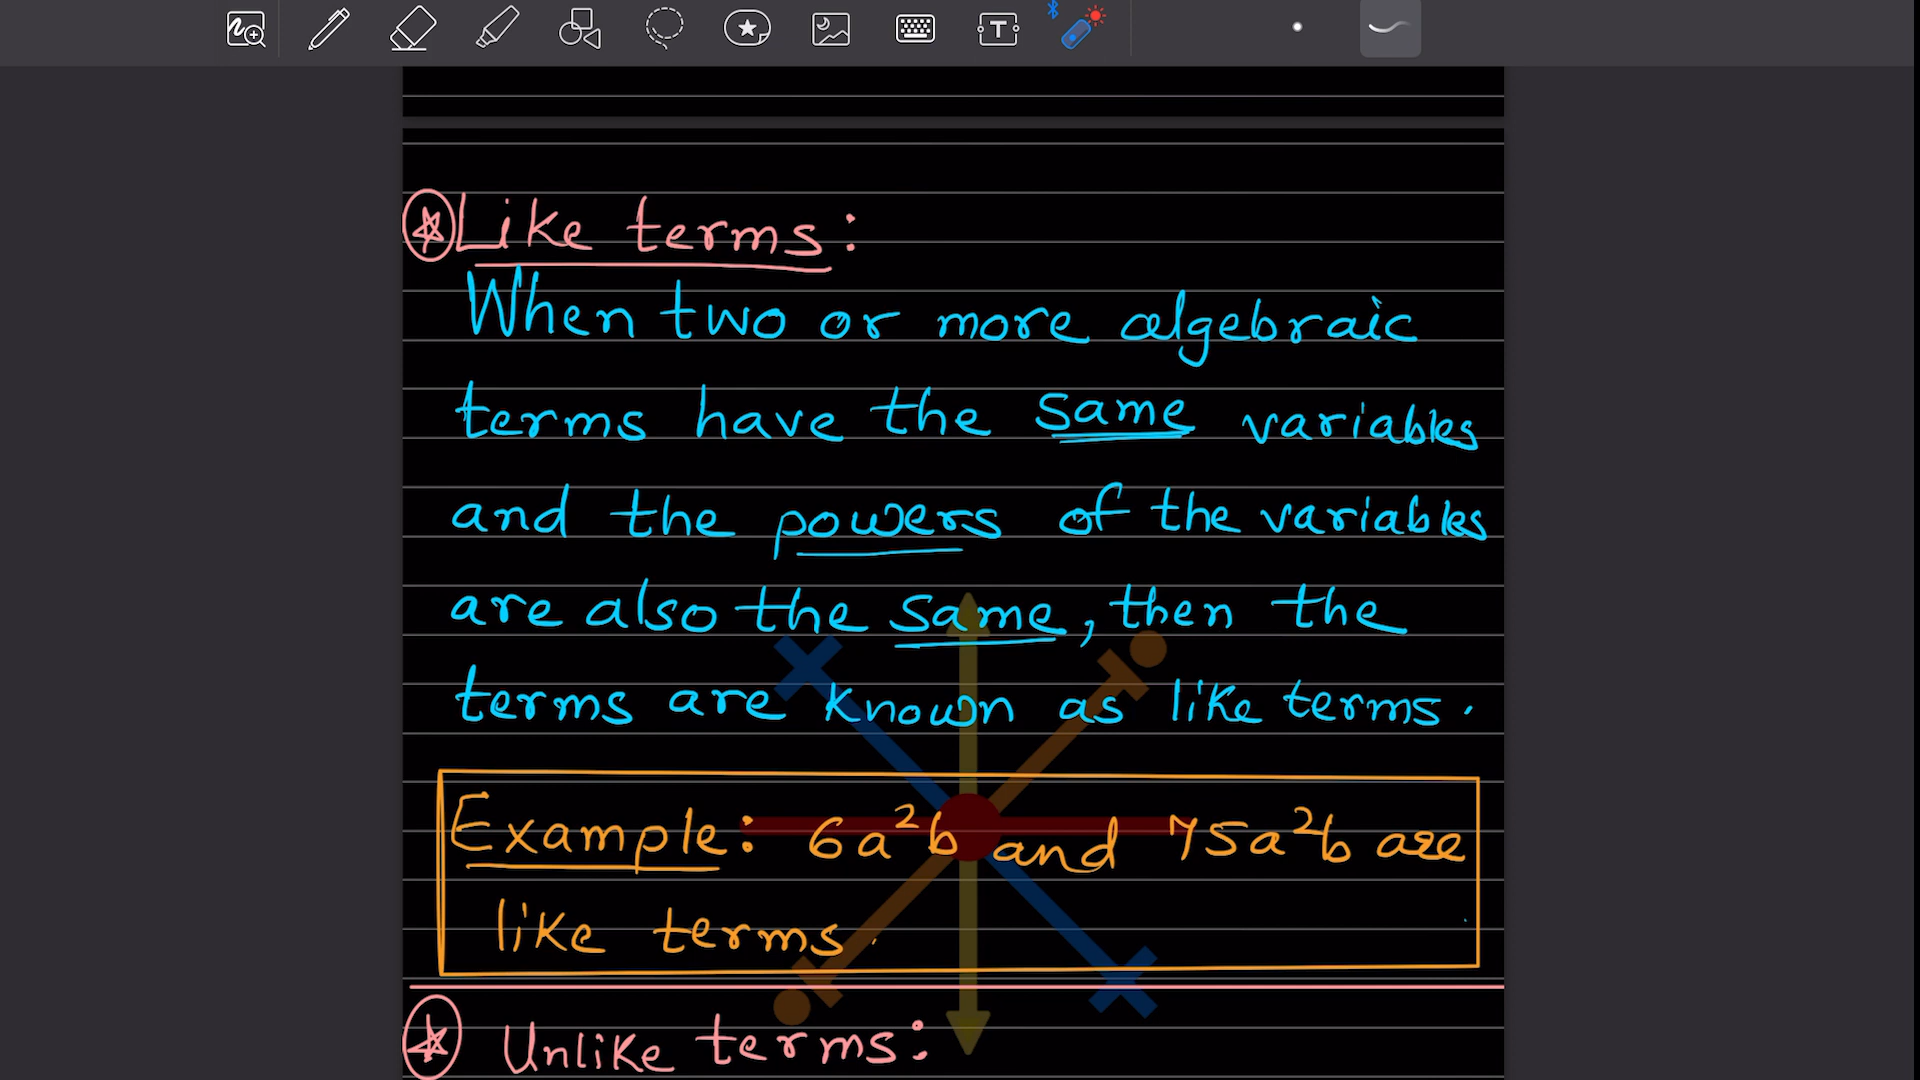 Like terms:
When two or more algebraic
terms have the same variables
and the powers of the variables
are also the same, then the
terms are known as like terms.
Example: 6a²b and 75a²b are
like terms.
Unlike terms: